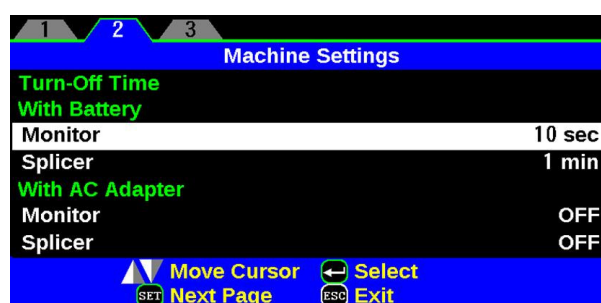 1 2 3
Machine Settings
Turn-Off Time
With Battery
Monitor 10 sec
Splicer 1 min
With AC Adapter
Monitor OFF
Splicer OFF
Move Cursor Select
SET Next Page ESC Exit